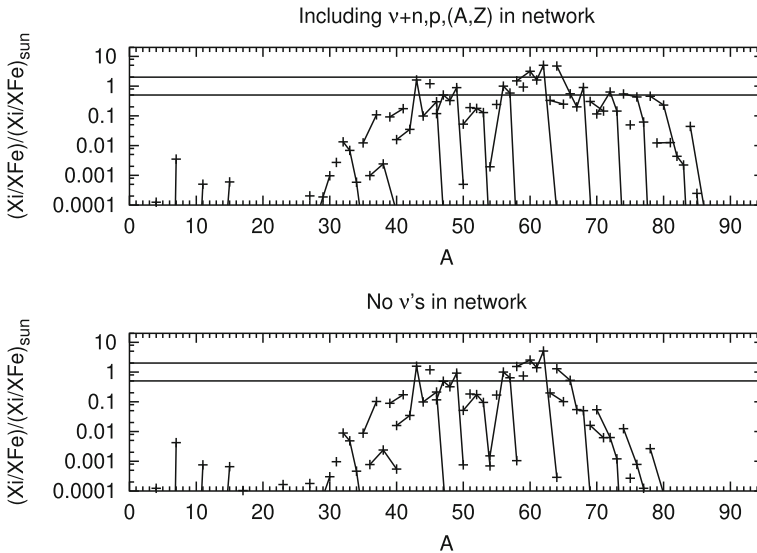 Including ν+n,p,(A,Z) in network
(Xi/XFe)/(Xi/XFe)sun
10
1
0.1
0.01
0.001
0.0001
0 10 20 30 40 50 60 70 80 90
A
No ν's in network
(Xi/XFe)/(Xi/XFe)sun
10
1
0.1
0.01
0.001
0.0001
0 10 20 30 40 50 60 70 80 90
A